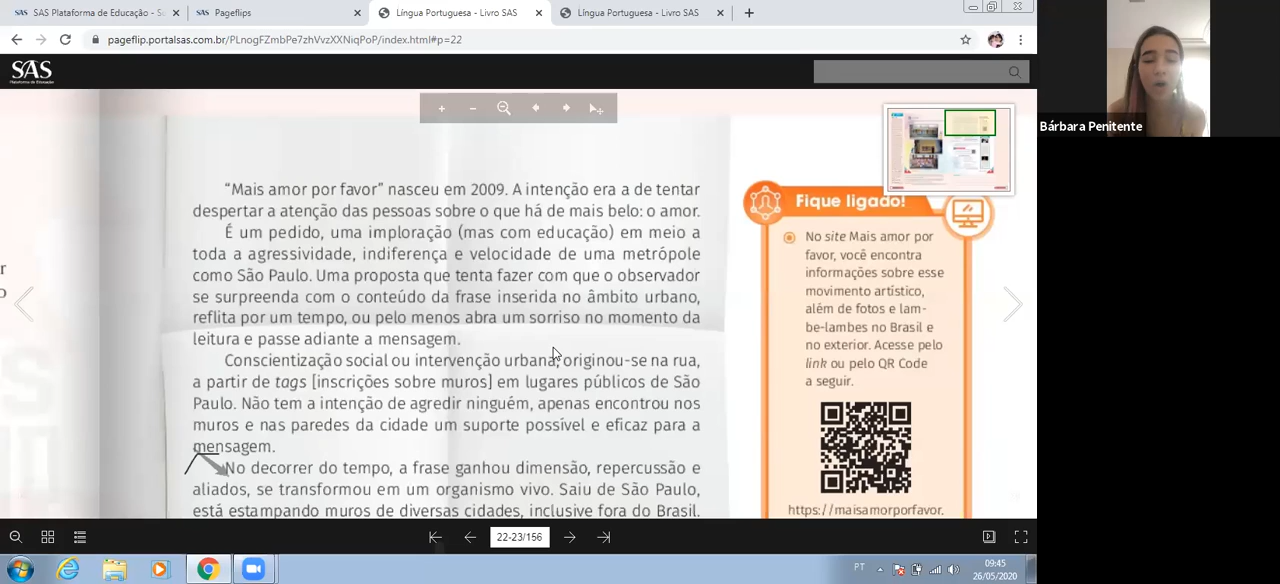 SAS Plataforma de Educação - S
Pageflips
Língua Portuguesa - Livro SAS
Língua Portuguesa - Livro SAS
pageflip.portalsas.com.br/PLnogFZmbPe7zhVvzXXNiqPoP/index.html#p=22
SAS
Plataforma de Educação
Bárbara Penitente
r
o
“Mais amor por favor” nasceu em 2009. A intenção era a de tentar
despertar a atenção das pessoas sobre o que há de mais belo: o amor.
É um pedido, uma imploração (mas com educação) em meio a
toda a agressividade, indiferença e velocidade de uma metrópole
como São Paulo. Uma proposta que tenta fazer com que o observador
se surpreenda com o conteúdo da frase inserida no âmbito urbano,
reflita por um tempo, ou pelo menos abra um sorriso no momento da
leitura e passe adiante a mensagem.
Conscientização social ou intervenção urbana, originou-se na rua,
a partir de tags [inscrições sobre muros] em lugares públicos de São
Paulo. Não tem a intenção de agredir ninguém, apenas encontrou nos
muros e nas paredes da cidade um suporte possível e eficaz para a
mensagem.
No decorrer do tempo, a frase ganhou dimensão, repercussão e
aliados, se transformou em um organismo vivo. Saiu de São Paulo,
está estampando muros de diversas cidades, inclusive fora do Brasil.
Fique ligado!
No site Mais amor por
favor, você encontra
informações sobre esse
movimento artístico,
além de fotos e lam-
be-lambes no Brasil e
no exterior. Acesse pelo
link ou pelo QR Code
a seguir.
https://maisamorporfavor.
22-23/156
PT
09:45
26/05/2020